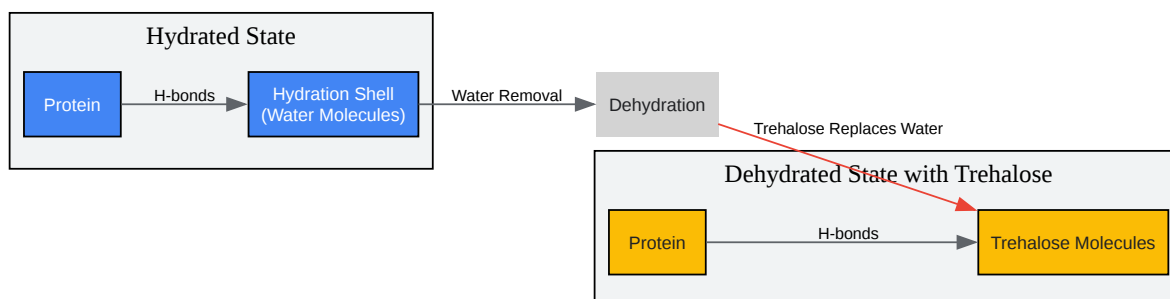 Hydrated State
Protein
H-bonds
Hydration Shell
(Water Molecules)
Water Removal
Dehydration
Trehalose Replaces Water
Dehydrated State with Trehalose
Protein
H-bonds
Trehalose Molecules